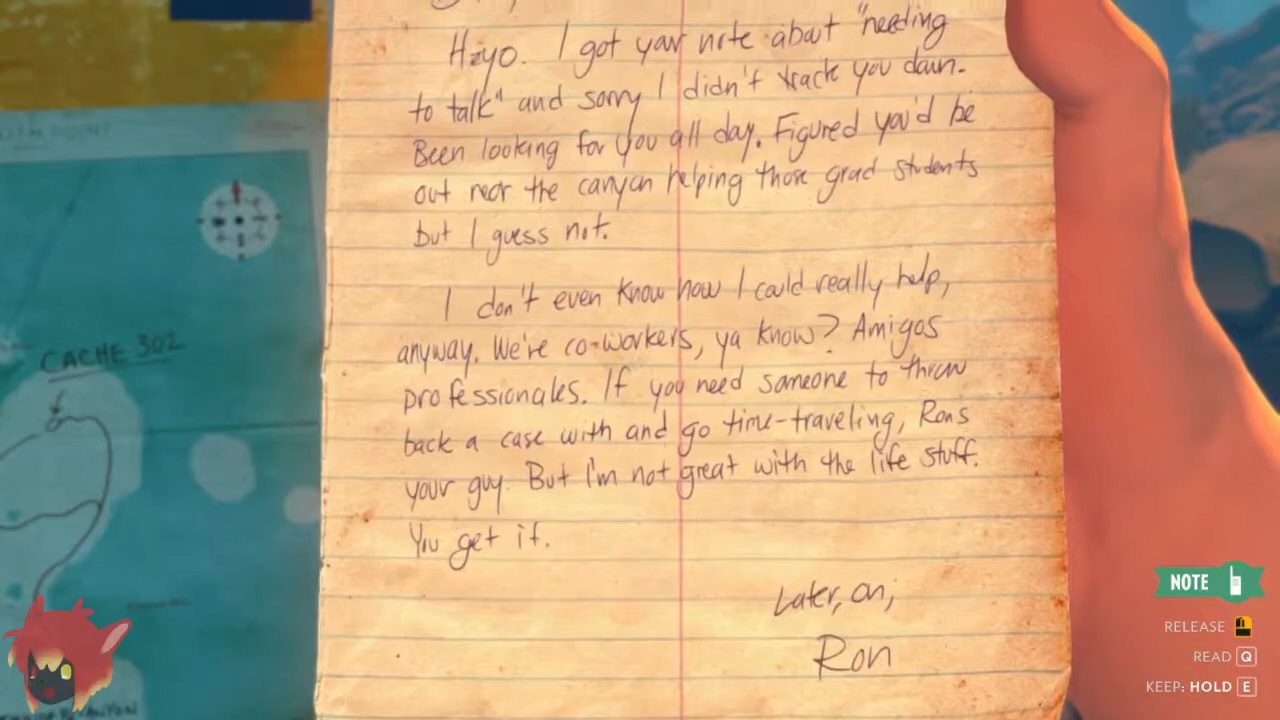 Hiyo. I got your note about "needing
to talk" and sorry I didn't track you down.
Been looking for you all day. Figured you'd be
out near the canyon helping those grad students
but I guess not.
I don't even know how I could really help,
anyway. We're co-workers, ya know? Amigos
professionales. If you need someone to throw
back a case with and go time-traveling, Ron's
your guy. But I'm not great with the life stuff.
You get it.
Later, on,
Ron
CACHE 302
NOTE
RELEASE
READ Q
KEEP: HOLD E